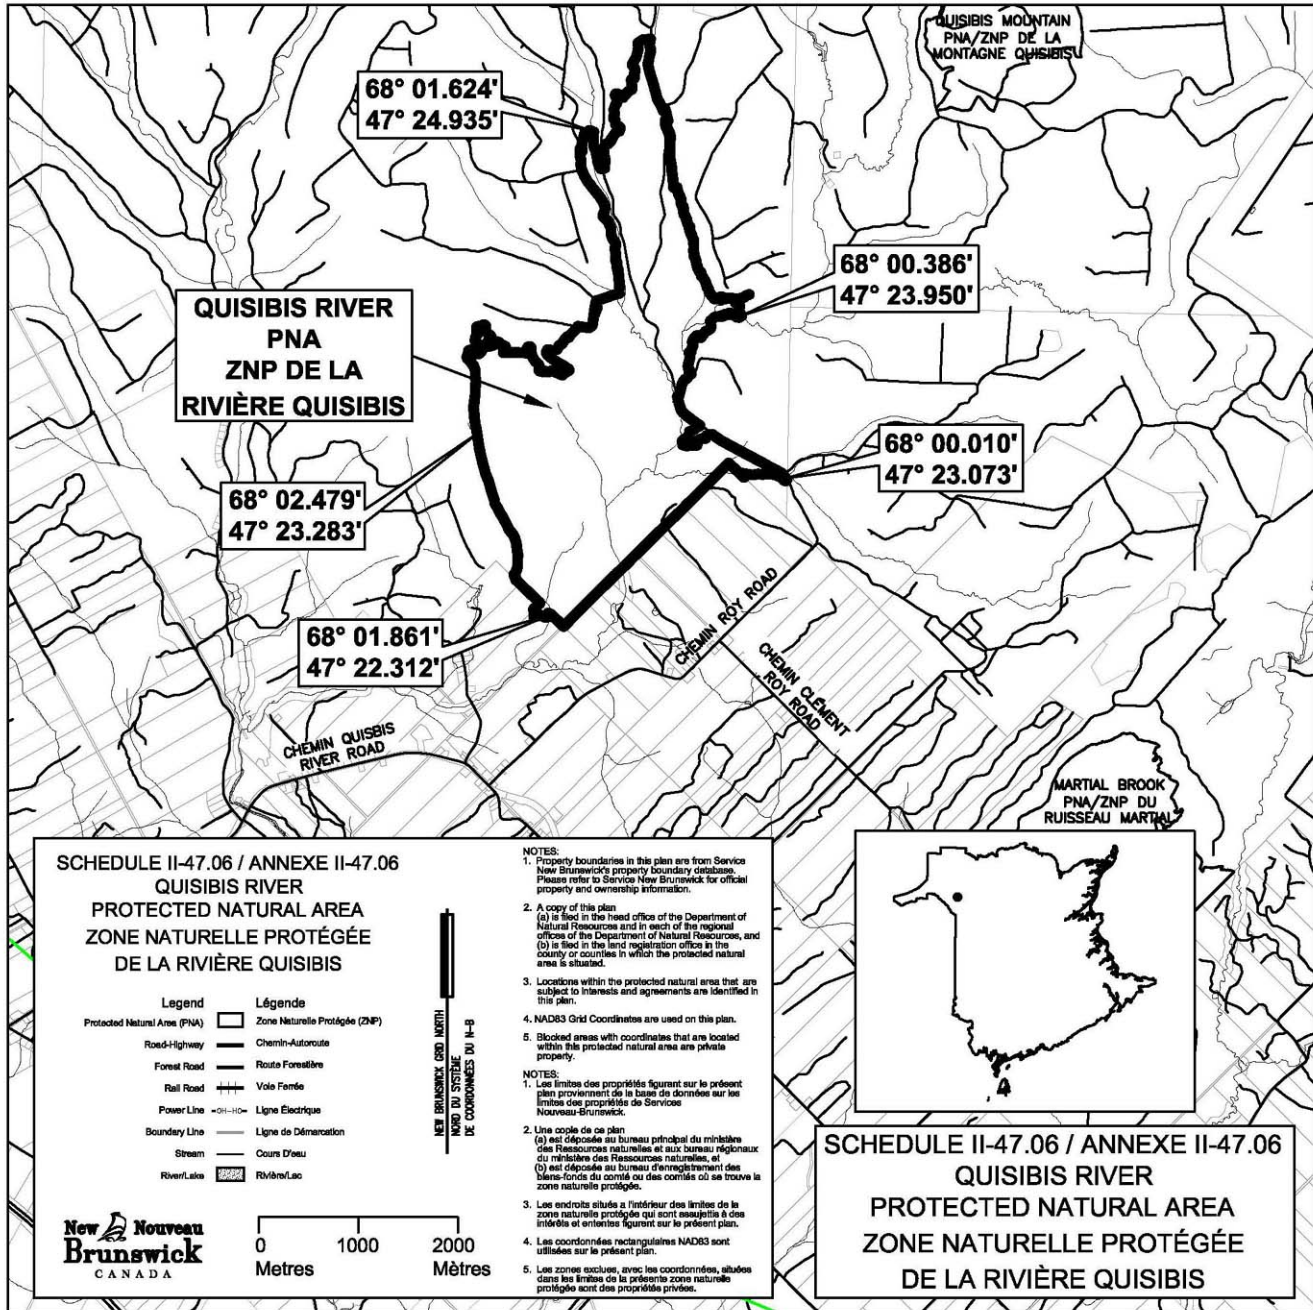 QUISIBIS MOUNTAIN
PNA/ZNP DE LA
MONTAGNE QUISIBIS
68° 01.624'
47° 24.935'
68° 00.386'
47° 23.950'
QUISIBIS RIVER
PNA
ZNP DE LA
RIVIÈRE QUISIBIS
68° 00.010'
47° 23.073'
68° 02.479'
47° 23.283'
68° 01.861'
47° 22.312'
CHEMIN ROY ROAD
CHEMIN CLÉMENT
ROY ROAD
CHEMIN QUISBIS
RIVER ROAD
MARTIAL BROOK
PNA/ZNP DU
RUISSEAU MARTIAL
SCHEDULE II-47.06 / ANNEXE II-47.06
QUISIBIS RIVER
PROTECTED NATURAL AREA
ZONE NATURELLE PROTÉGÉE
DE LA RIVIÈRE QUISIBIS
Legend Légende
Protected Natural Area (PNA) Zone Naturelle Protégée (ZNP)
Road-Highway Chemin-Autoroute
Forest Road Route Forestière
Rail Road Voie Ferrée
Power Line -OH-HO- Ligne Électrique
Boundary Line Ligne de Démarcation
Stream Cours D'eau
River/Lake Rivière/Lac
NEW BRUNSWICK GRID NORTH
NORD DU SYSTÈME
DE COORDONNÉES DU N-B
New Nouveau
Brunswick
CANADA
0 1000 2000
Metres Mètres
NOTES:
1. Property boundaries in this plan are from Service
New Brunswick's property boundary database.
Please refer to Service New Brunswick for official
property and ownership information.
2. A copy of this plan
(a) is filed in the head office of the Department of
Natural Resources and in each of the regional
offices of the Department of Natural Resources, and
(b) is filed in the land registration office in the
county or counties in which the protected natural
area is situated.
3. Locations within the protected natural area that are
subject to interests and agreements are identified in
this plan.
4. NAD83 Grid Coordinates are used on this plan.
5. Blocked areas with coordinates that are located
within this protected natural area are private
property.
NOTES:
1. Les limites des propriétés figurant sur le présent
plan proviennent de la base de données sur les
limites des propriétés de Services
Nouveau-Brunswick.
2. Une copie de ce plan
(a) est déposée au bureau principal du ministère
des Ressources naturelles et aux bureau régionaux
du ministère des Ressources naturelles, et
(b) est déposée au bureau d'enregistrement des
biens-fonds du comté ou des comtés où se trouve la
zone naturelle protégée.
3. Les endroits situés a l'intérieur des limites de la
zone naturelle protégée qui sont assujettis à des
intérêts et ententes figurent sur le présent plan.
4. Les coordonnées rectangulaires NAD83 sont
utilisées sur le présent plan.
5. Les zones exclues, avec les coordonnées, situées
dans les limites de la présente zone naturelle
protégée sont des propriétés privées.
SCHEDULE II-47.06 / ANNEXE II-47.06
QUISIBIS RIVER
PROTECTED NATURAL AREA
ZONE NATURELLE PROTÉGÉE
DE LA RIVIÈRE QUISIBIS